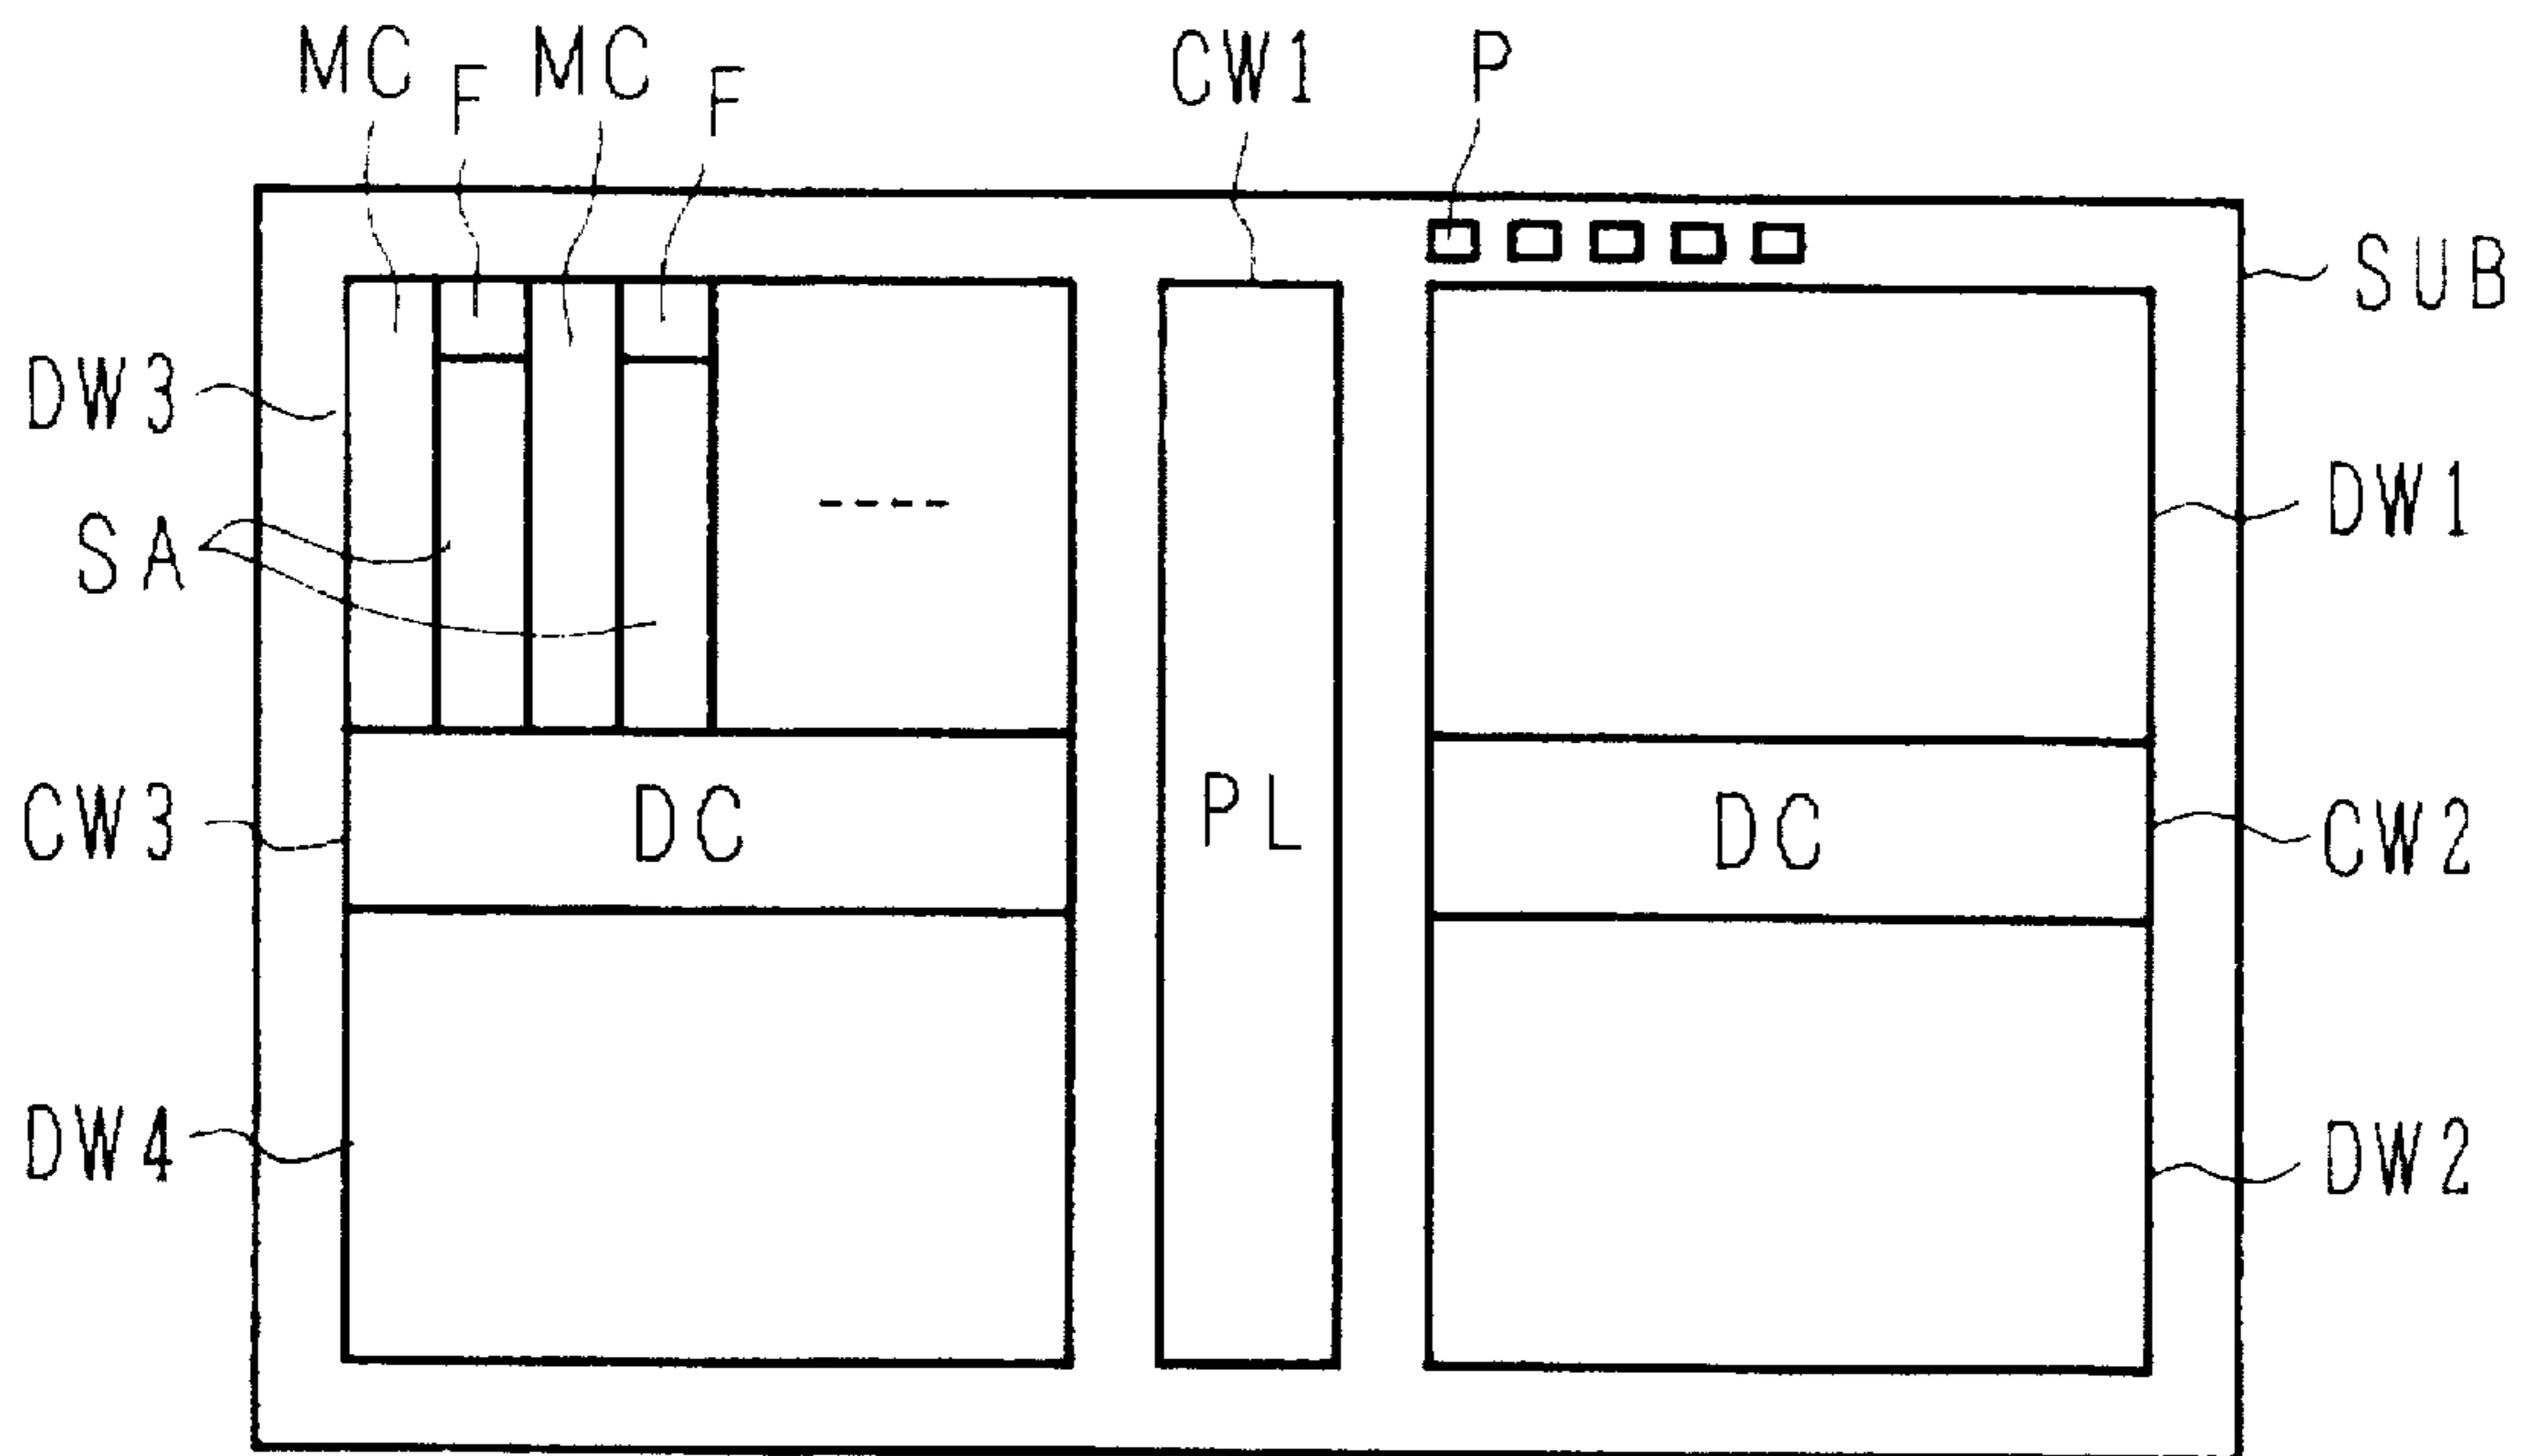 MC F MC F CW1 P
SUB
DW3
DW1
SA
CW3 DC PL DC CW2
DW4 DW2